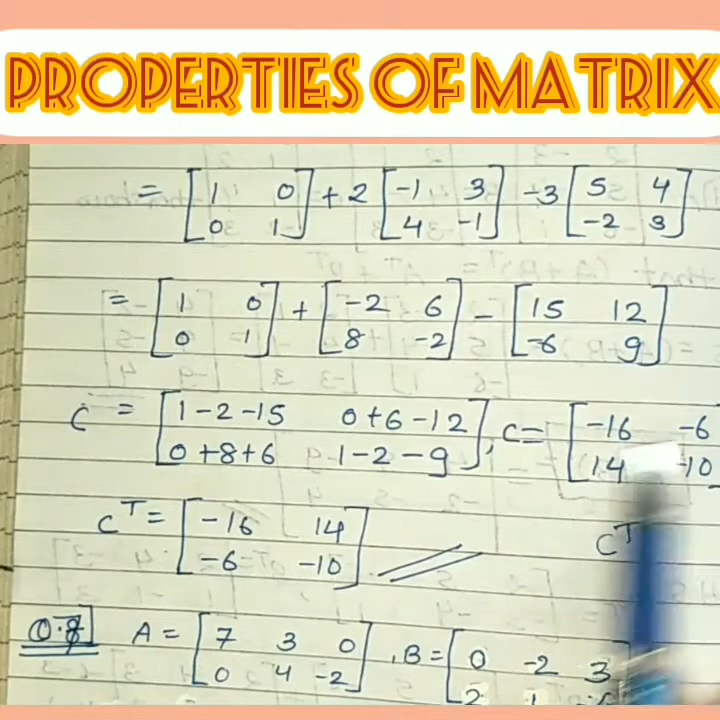 PROPERTIES OF MATRIX
= [1 0
0 1] + 2 [-1 3
4 -1] - 3 [5 4
-2 3]
= [1 0
0 1] + [-2 6
8 -2] - [15 12
-6 9]
C = [1-2-15 0+6-12
0+8+6 1-2-9], C = [-16 -6
14 -10
C^T = [-16 14
-6 -10]
C^T
Q.8] A = [7 3 0
0 4 -2], B = [0 -2 3
2 1